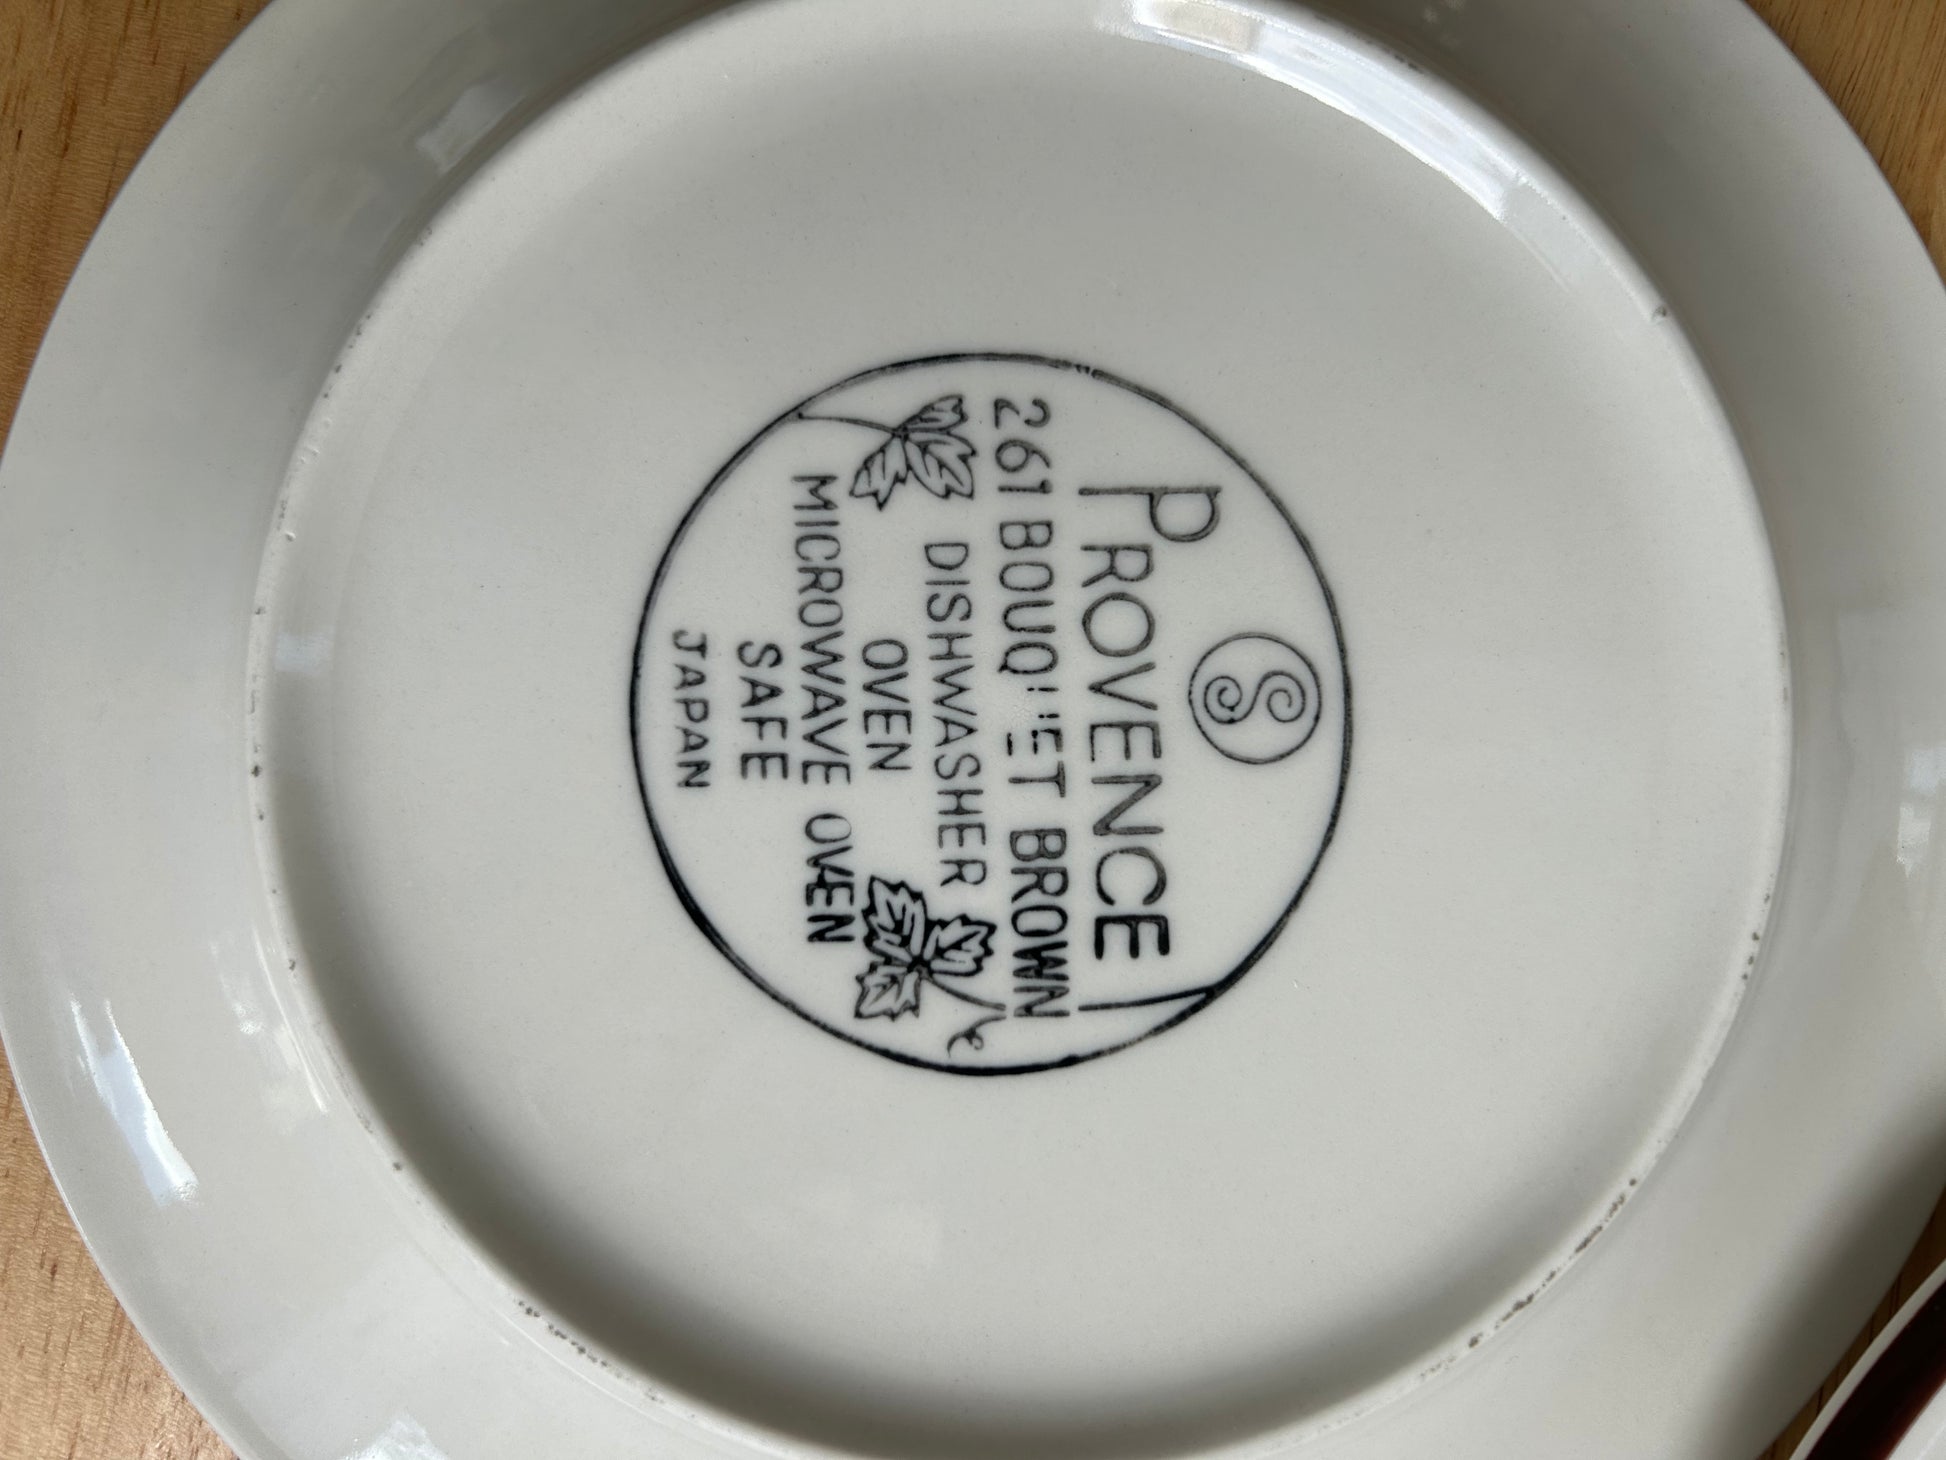 S
PROVENCE
261 BOUQUET BROWN
DISHWASHER
OVEN
MICROWAVE OVEN
SAFE
JAPAN